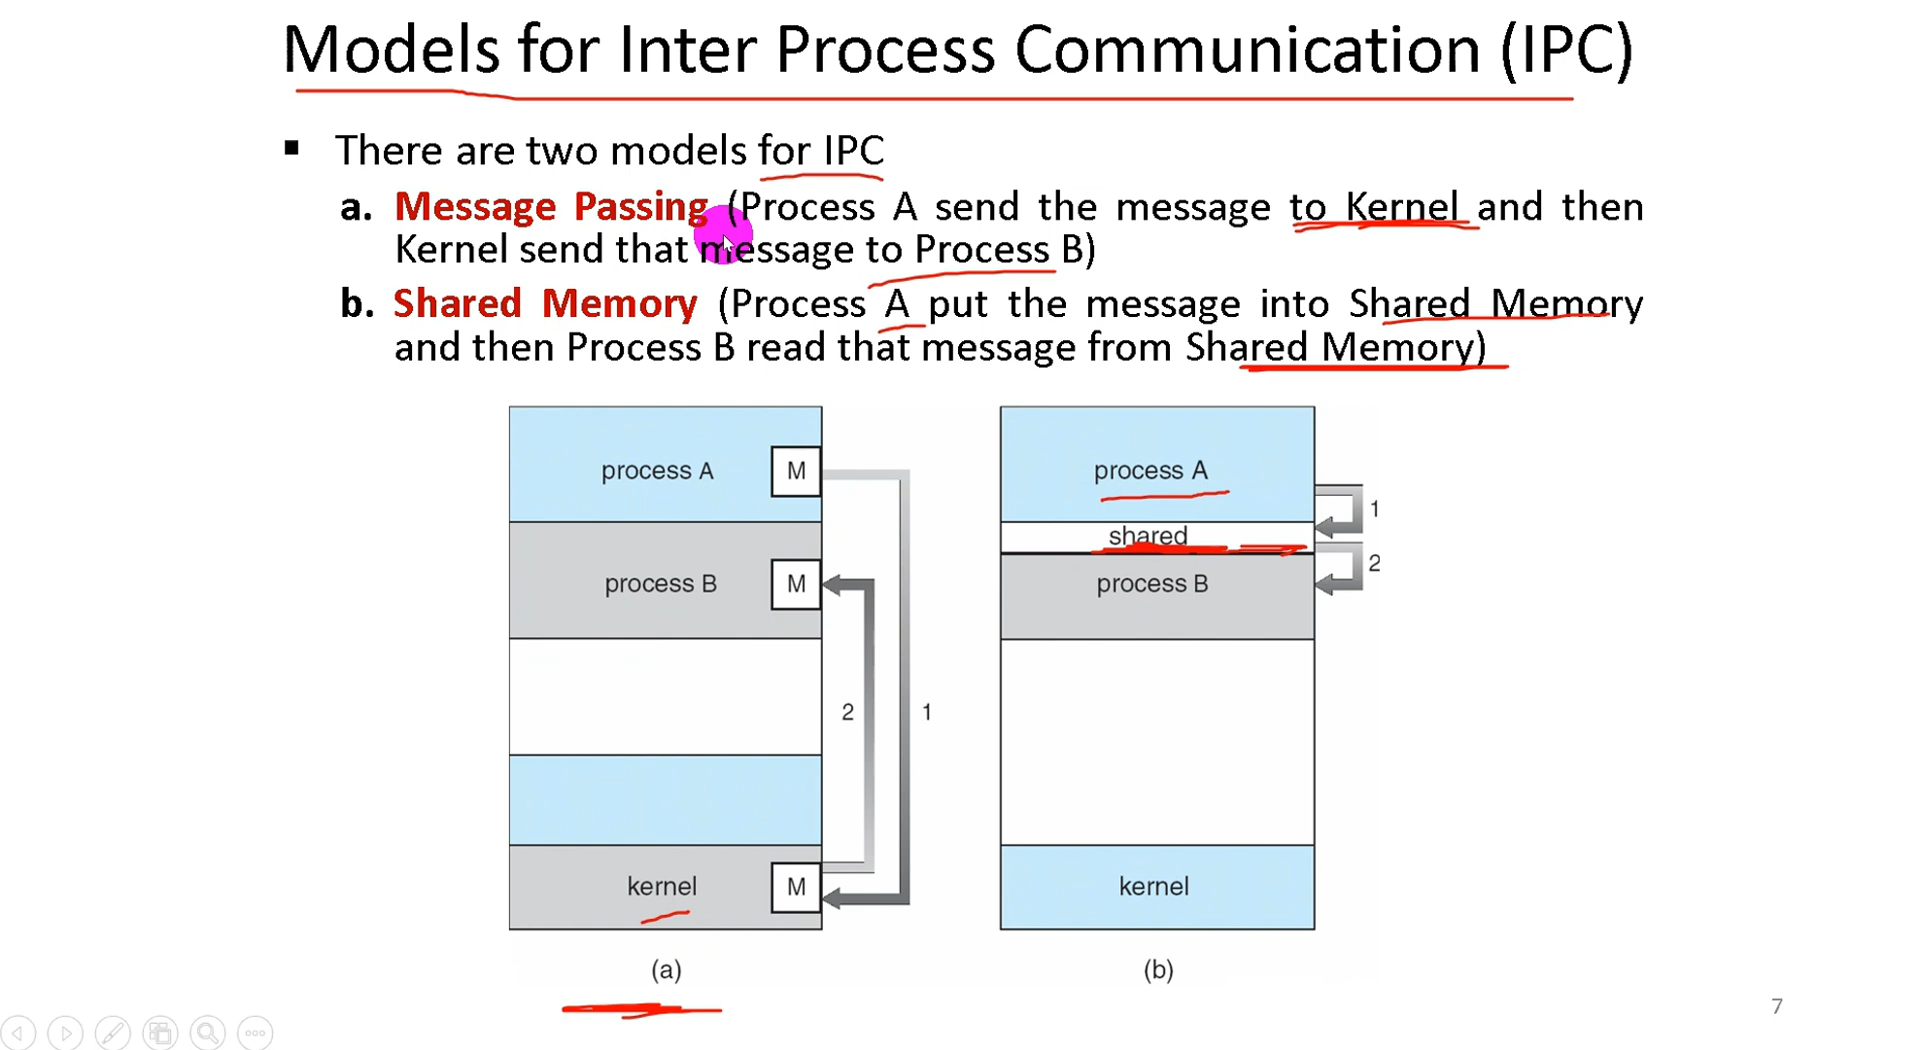 Models for Inter Process Communication (IPC)
▪ There are two models for IPC
a. Message Passing (Process A send the message to Kernel and then
Kernel send that message to Process B)
b. Shared Memory (Process A put the message into Shared Memory
and then Process B read that message from Shared Memory)
process A M
process B M
2 1
kernel M
(a)
process A
1
shared
2
process B
kernel
(b)
7